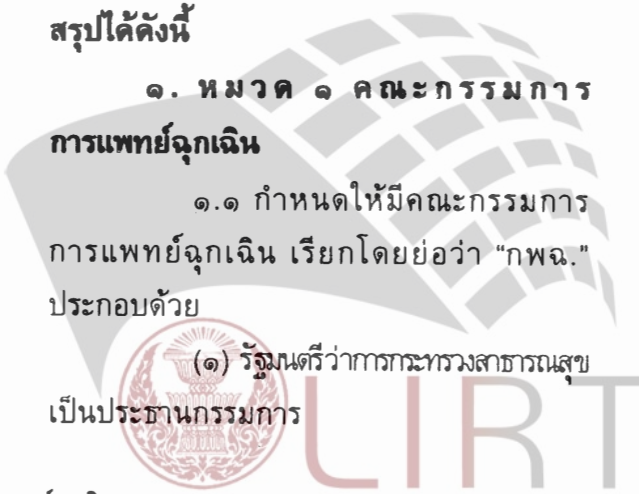 สรุปได้ดังนี้
๑. หมวด ๑ คณะกรรมการ
การแพทย์ฉุกเฉิน
๑.๑ กำหนดให้มีคณะกรรมการ
การแพทย์ฉุกเฉิน เรียกโดยย่อว่า "กพฉ."
ประกอบด้วย
(๑) รัฐมนตรีว่าการกระทรวงสาธารณสุข
เป็นประธานกรรมการ
LIRT